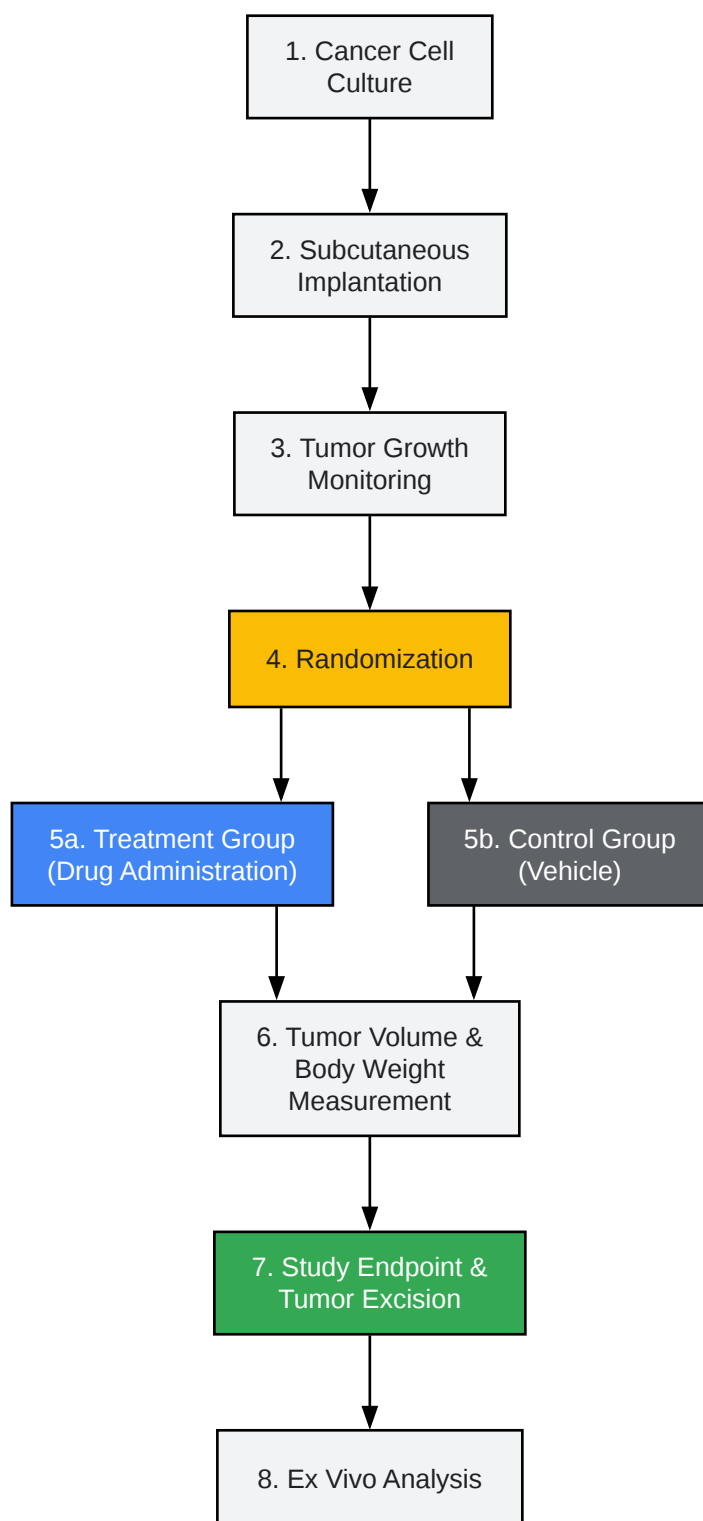 1. Cancer Cell
Culture
2. Subcutaneous
Implantation
3. Tumor Growth
Monitoring
4. Randomization
5a. Treatment Group
(Drug Administration)
5b. Control Group
(Vehicle)
6. Tumor Volume &
Body Weight
Measurement
7. Study Endpoint &
Tumor Excision
8. Ex Vivo Analysis